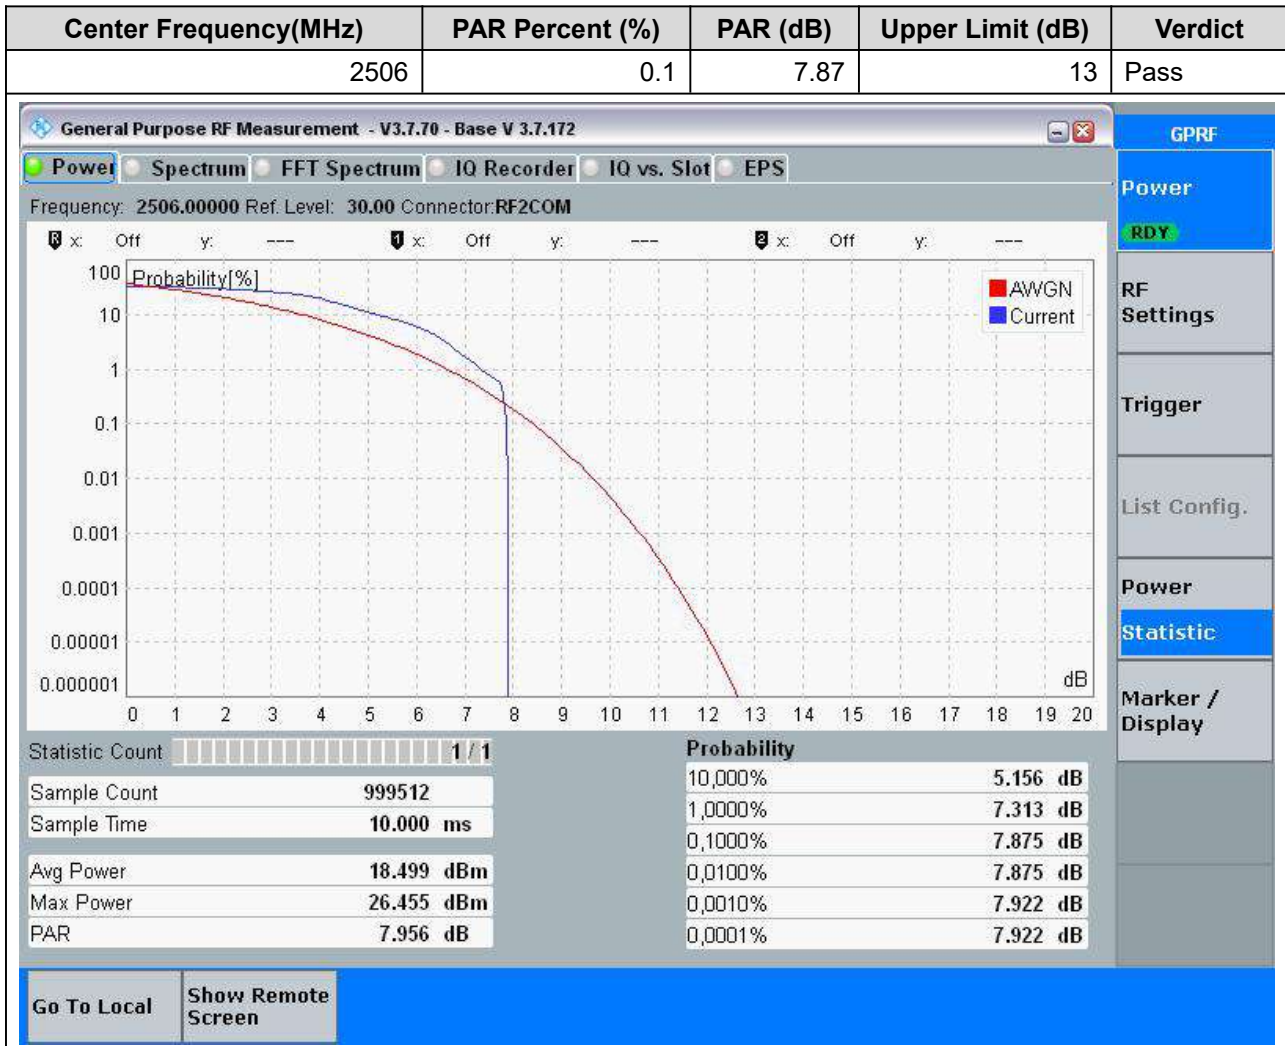 Center Frequency(MHz) PAR Percent (%) PAR (dB) Upper Limit (dB) Verdict
2506 0.1 7.87 13 Pass
General Purpose RF Measurement - V3.7.70 - Base V 3.7.172
GPRF
Power Spectrum FFT Spectrum IQ Recorder IQ vs. Slot EPS
Frequency: 2506.00000 Ref. Level: 30.00 Connector:RF2COM
R x: Off y: --- 1 x: Off y: --- 2 x: Off y: ---
Probability[%]
100
10
1
0.1
0.01
0.001
0.0001
0.00001
0.000001
AWGN
Current
dB
0 1 2 3 4 5 6 7 8 9 10 11 12 13 14 15 16 17 18 19 20
Statistic Count 1 / 1
Sample Count 999512
Sample Time 10.000 ms
Avg Power 18.499 dBm
Max Power 26.455 dBm
PAR 7.956 dB
Probability
10,000% 5.156 dB
1,0000% 7.313 dB
0,1000% 7.875 dB
0,0100% 7.875 dB
0,0010% 7.922 dB
0,0001% 7.922 dB
Power
RDY
RF
Settings
Trigger
List Config.
Power
Statistic
Marker /
Display
Go To Local
Show Remote
Screen